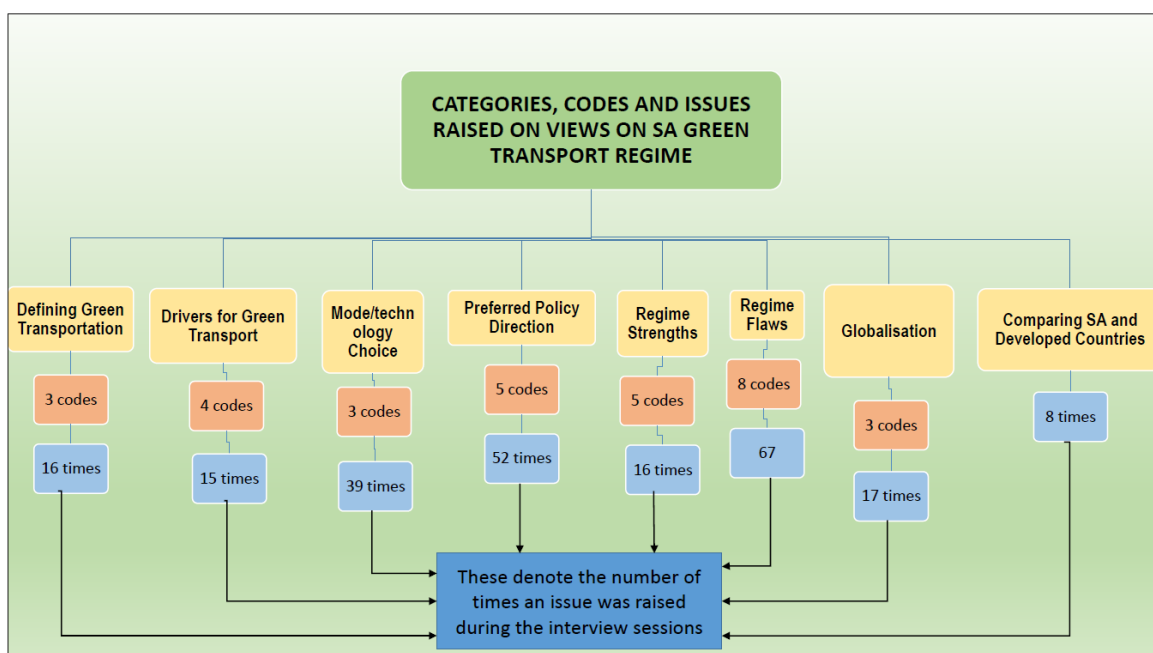 CATEGORIES, CODES AND ISSUES
RAISED ON VIEWS ON SA GREEN
TRANSPORT REGIME
Defining Green
Transportation
3 codes
16 times
Drivers for Green
Transport
4 codes
15 times
Mode/techn
ology
Choice
3 codes
39 times
Preferred Policy
Direction
5 codes
52 times
Regime
Strengths
5 codes
16 times
Regime
Flaws
8 codes
67
Globalisation
3 codes
17 times
Comparing SA and
Developed Countries
8 times
These denote the number of
times an issue was raised
during the interview sessions